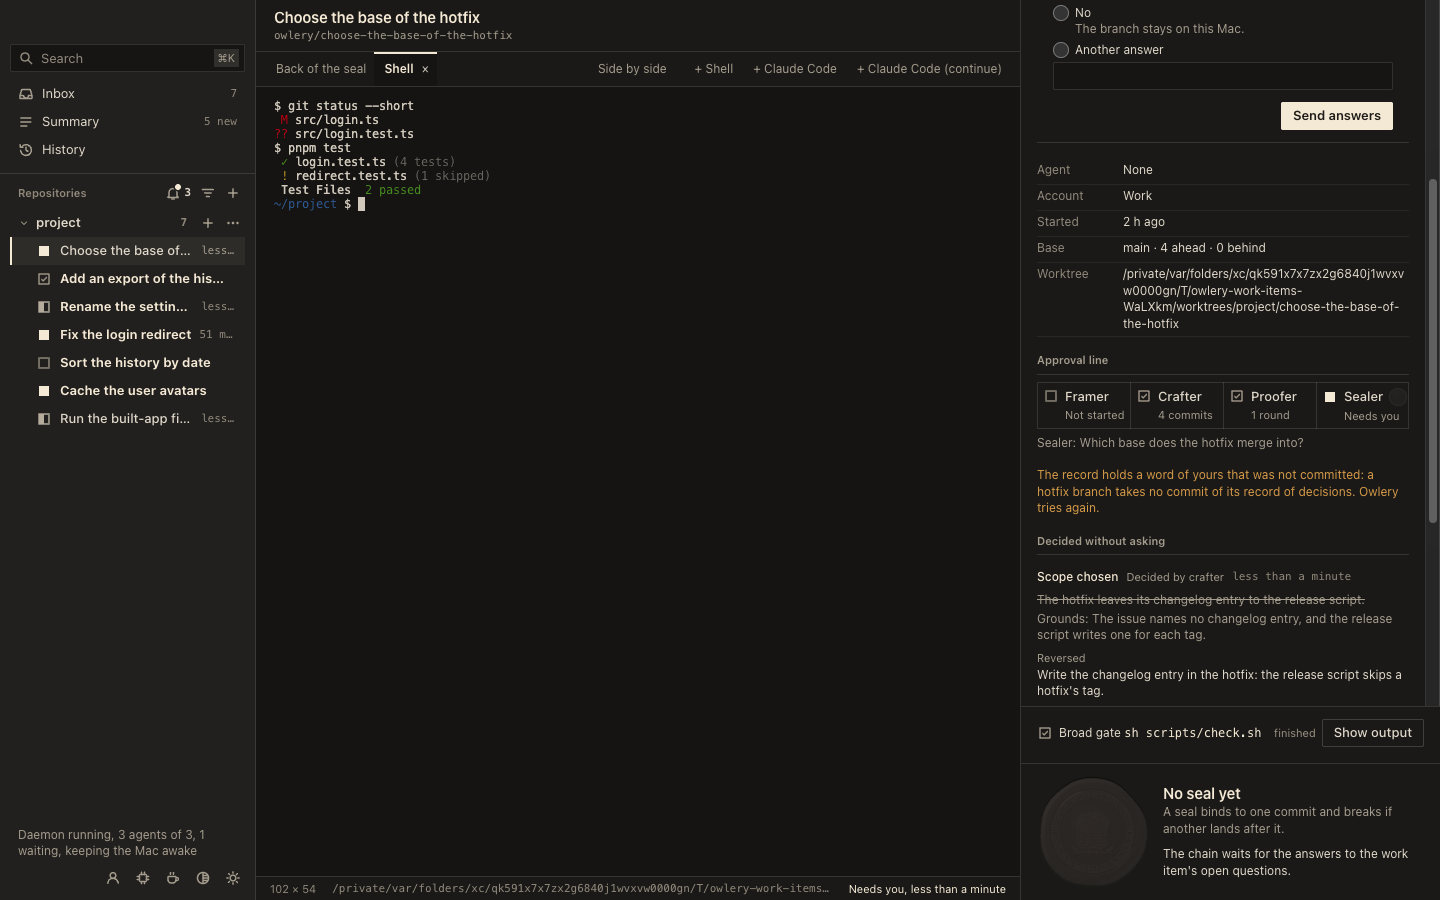 Search ⌘K
Inbox 7
Summary 5 new
History
Repositories 3
project 7
Choose the base of... less...
Add an export of the his...
Rename the settin... less...
Fix the login redirect 51 m...
Sort the history by date
Cache the user avatars
Run the built-app fi... less...
Daemon running, 3 agents of 3, 1
waiting, keeping the Mac awake
Choose the base of the hotfix
owlery/choose-the-base-of-the-hotfix
Back of the seal Shell × Side by side + Shell + Claude Code + Claude Code (continue)
$ git status --short
M src/login.ts
?? src/login.test.ts
$ pnpm test
✓ login.test.ts (4 tests)
! redirect.test.ts (1 skipped)
Test Files 2 passed
~/project $
102 × 54 /private/var/folders/xc/qk591x7x7zx2g6840j1wvxvw0000gn/T/owlery-work-items... Needs you, less than a minute
No
The branch stays on this Mac.
Another answer
Send answers
Agent None
Account Work
Started 2 h ago
Base main · 4 ahead · 0 behind
Worktree /private/var/folders/xc/qk591x7x7zx2g6840j1wvxv
w0000gn/T/owlery-work-items-
WaLXkm/worktrees/project/choose-the-base-of-
the-hotfix
Approval line
Framer Crafter Proofer Sealer
Not started 4 commits 1 round Needs you
Sealer: Which base does the hotfix merge into?
The record holds a word of yours that was not committed: a
hotfix branch takes no commit of its record of decisions. Owlery
tries again.
Decided without asking
Scope chosen Decided by crafter less than a minute
The hotfix leaves its changelog entry to the release script.
Grounds: The issue names no changelog entry, and the release
script writes one for each tag.
Reversed
Write the changelog entry in the hotfix: the release script skips a
hotfix's tag.
Broad gate sh scripts/check.sh finished Show output
No seal yet
A seal binds to one commit and breaks if
another lands after it.
The chain waits for the answers to the work
item's open questions.